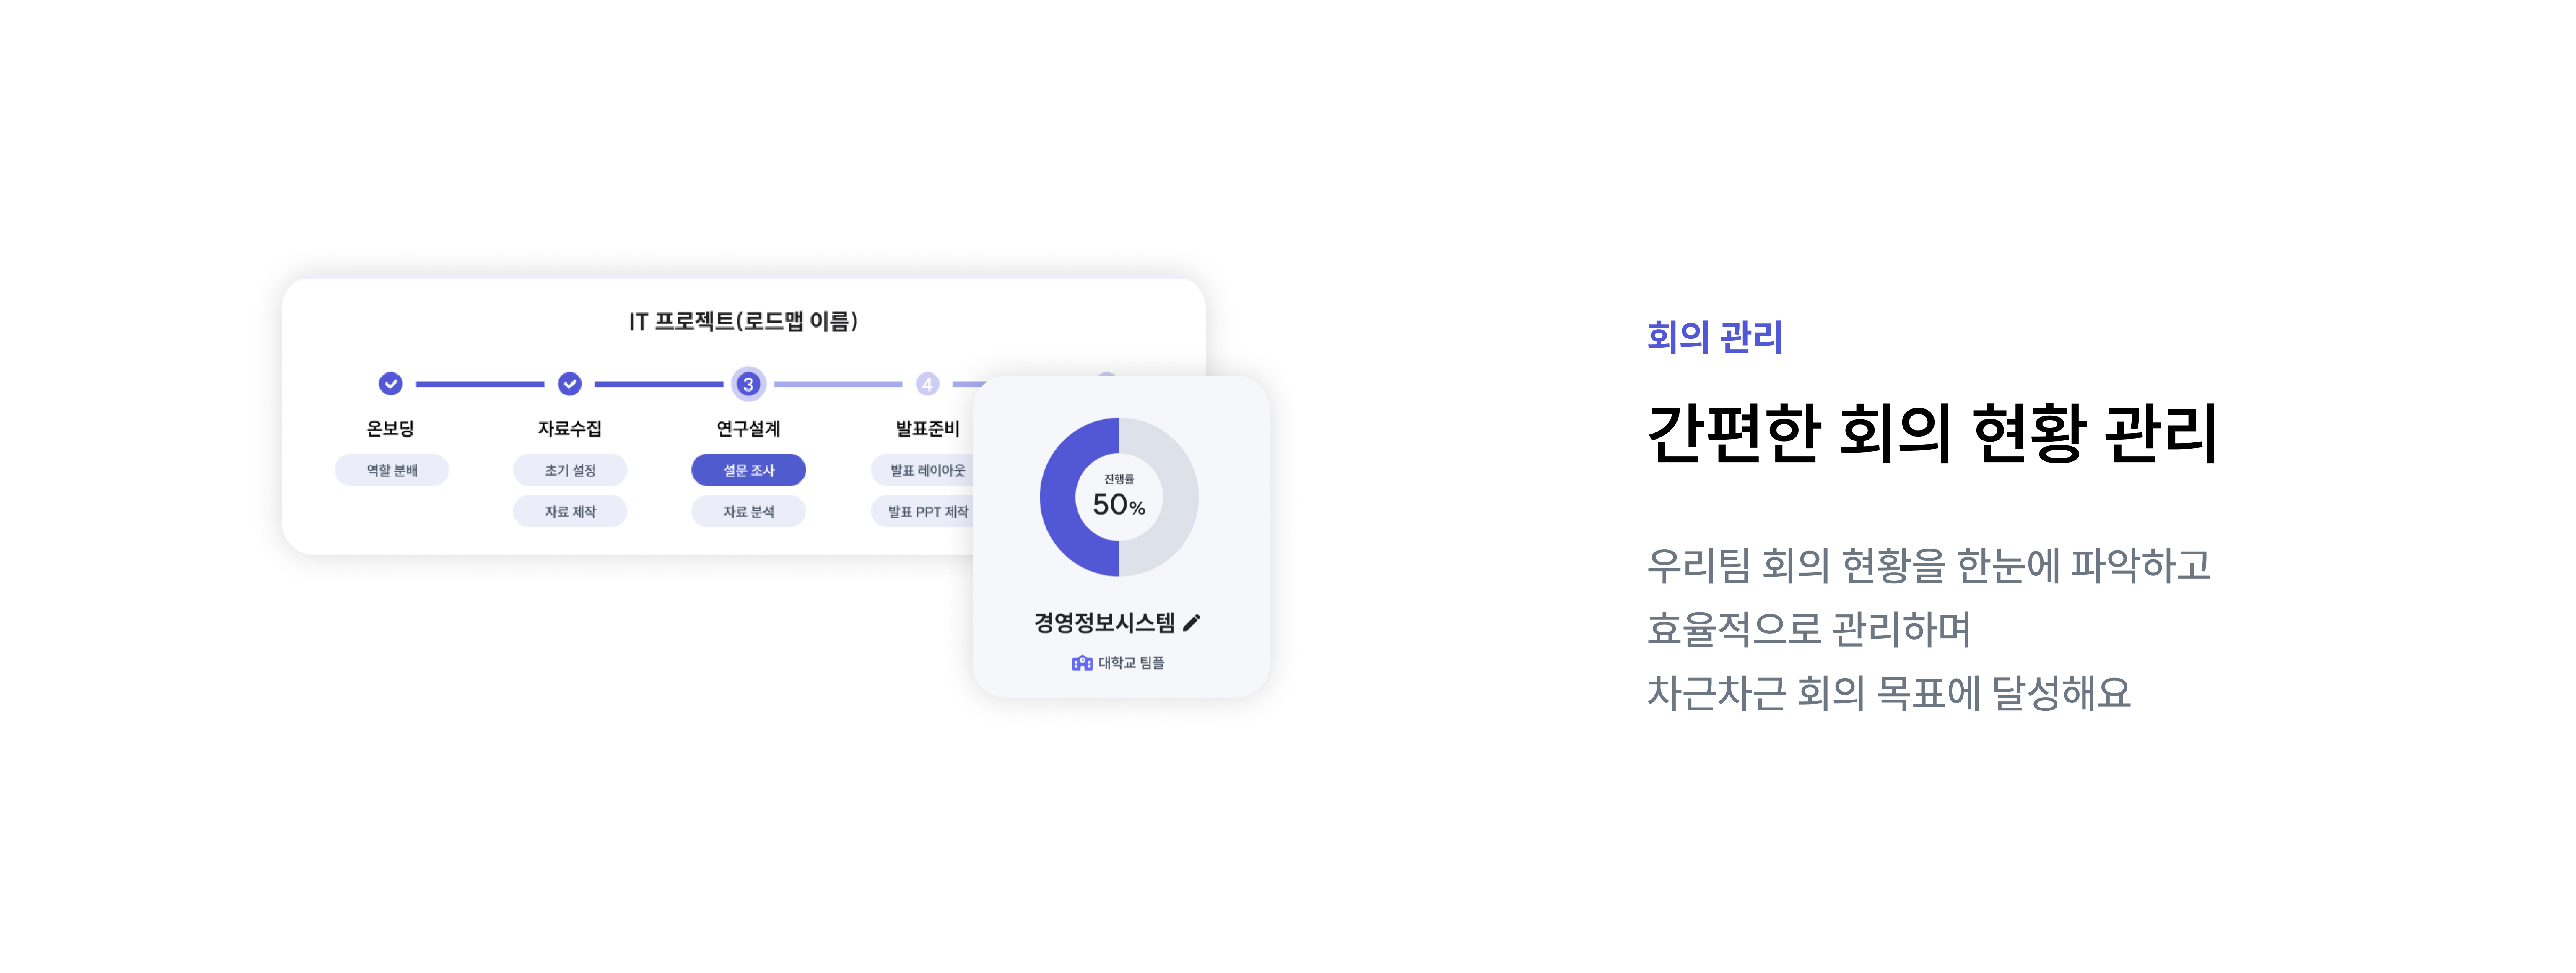 IT 프로젝트(로드맵 이름)
3
4
온보딩
자료수집
연구설계
발표준비
역할 분배
초기 설정
설문 조사
발표 레이아웃
자료 제작
자료 분석
발표 PPT 제작
진행률
50%
경영정보시스템
대학교 팀플
회의 관리
간편한 회의 현황 관리
우리팀 회의 현황을 한눈에 파악하고
효율적으로 관리하며
차근차근 회의 목표에 달성해요